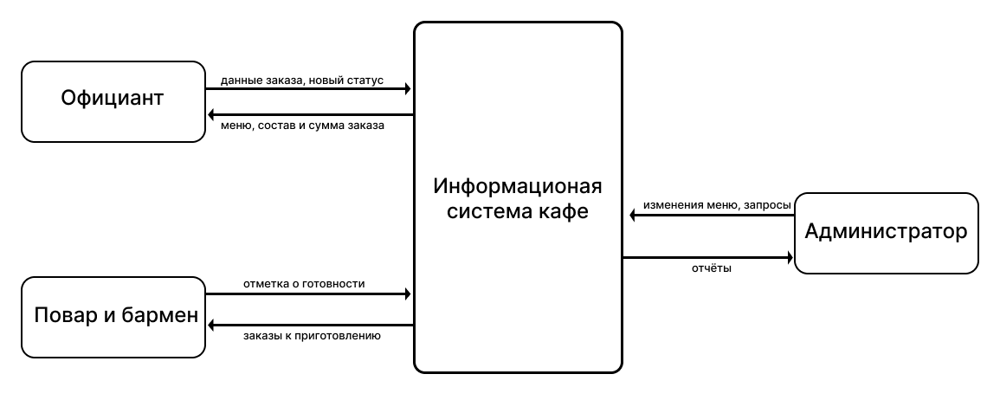 Официант
данные заказа, новый статус
меню, состав и сумма заказа
Информационая
система кафе
изменения меню, запросы
Администратор
отчёты
Повар и бармен
отметка о готовности
заказы к приготовлению